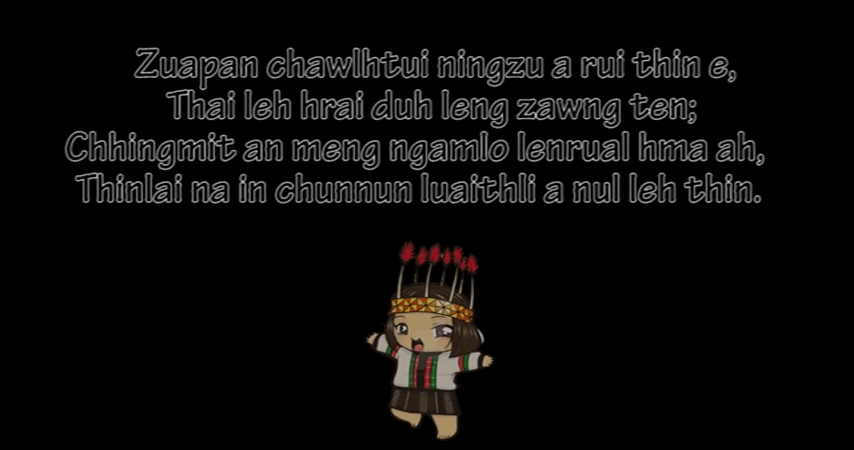 Zuapan chawlhtui ningzu a rui thin e,
Thai leh hrai duh leng zawng ten;
Chhingmit an meng ngamlo lenrual hma ah,
Thinlai na in chunnun luaithli a nul leh thin.